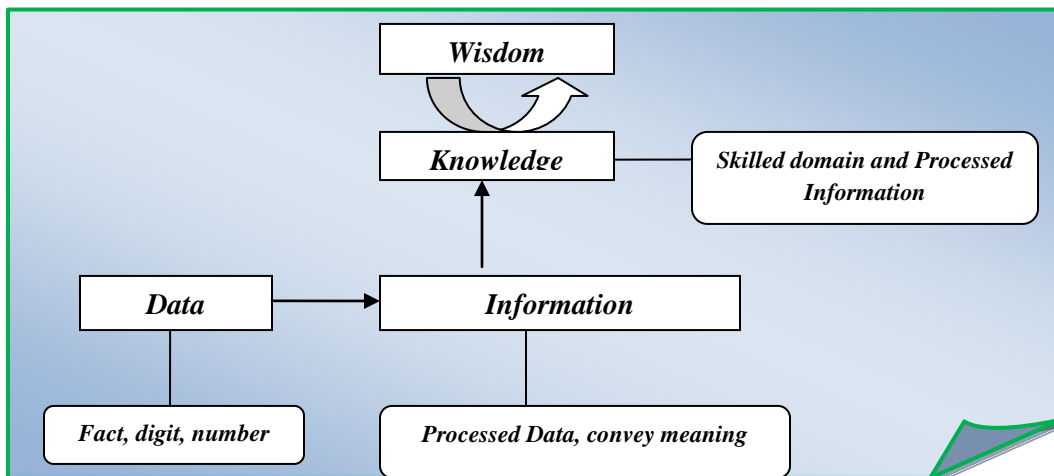 Wisdom
Knowledge
Skilled domain and Processed
Information
Data
Information
Fact, digit, number
Processed Data, convey meaning